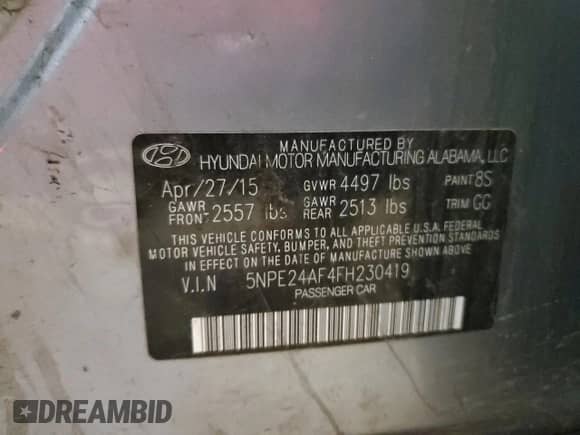 MANUFACTURED BY
HYUNDAI MOTOR MANUFACTURING ALABAMA, LLC
Apr/27/15 GVWR 4497 lbs PAINT 8S
GAWR FRONT 2557 lbs GAWR REAR 2513 lbs TRIM GG
THIS VEHICLE CONFORMS TO ALL APPLICABLE U.S.A. FEDERAL
MOTOR VEHICLE SAFETY, BUMPER, AND THEFT PREVENTION STANDARDS
IN EFFECT ON THE DATE OF MANUFACTURE SHOWN ABOVE
V.I.N 5NPE24AF4FH230419
PASSENGER CAR
DREAMBID